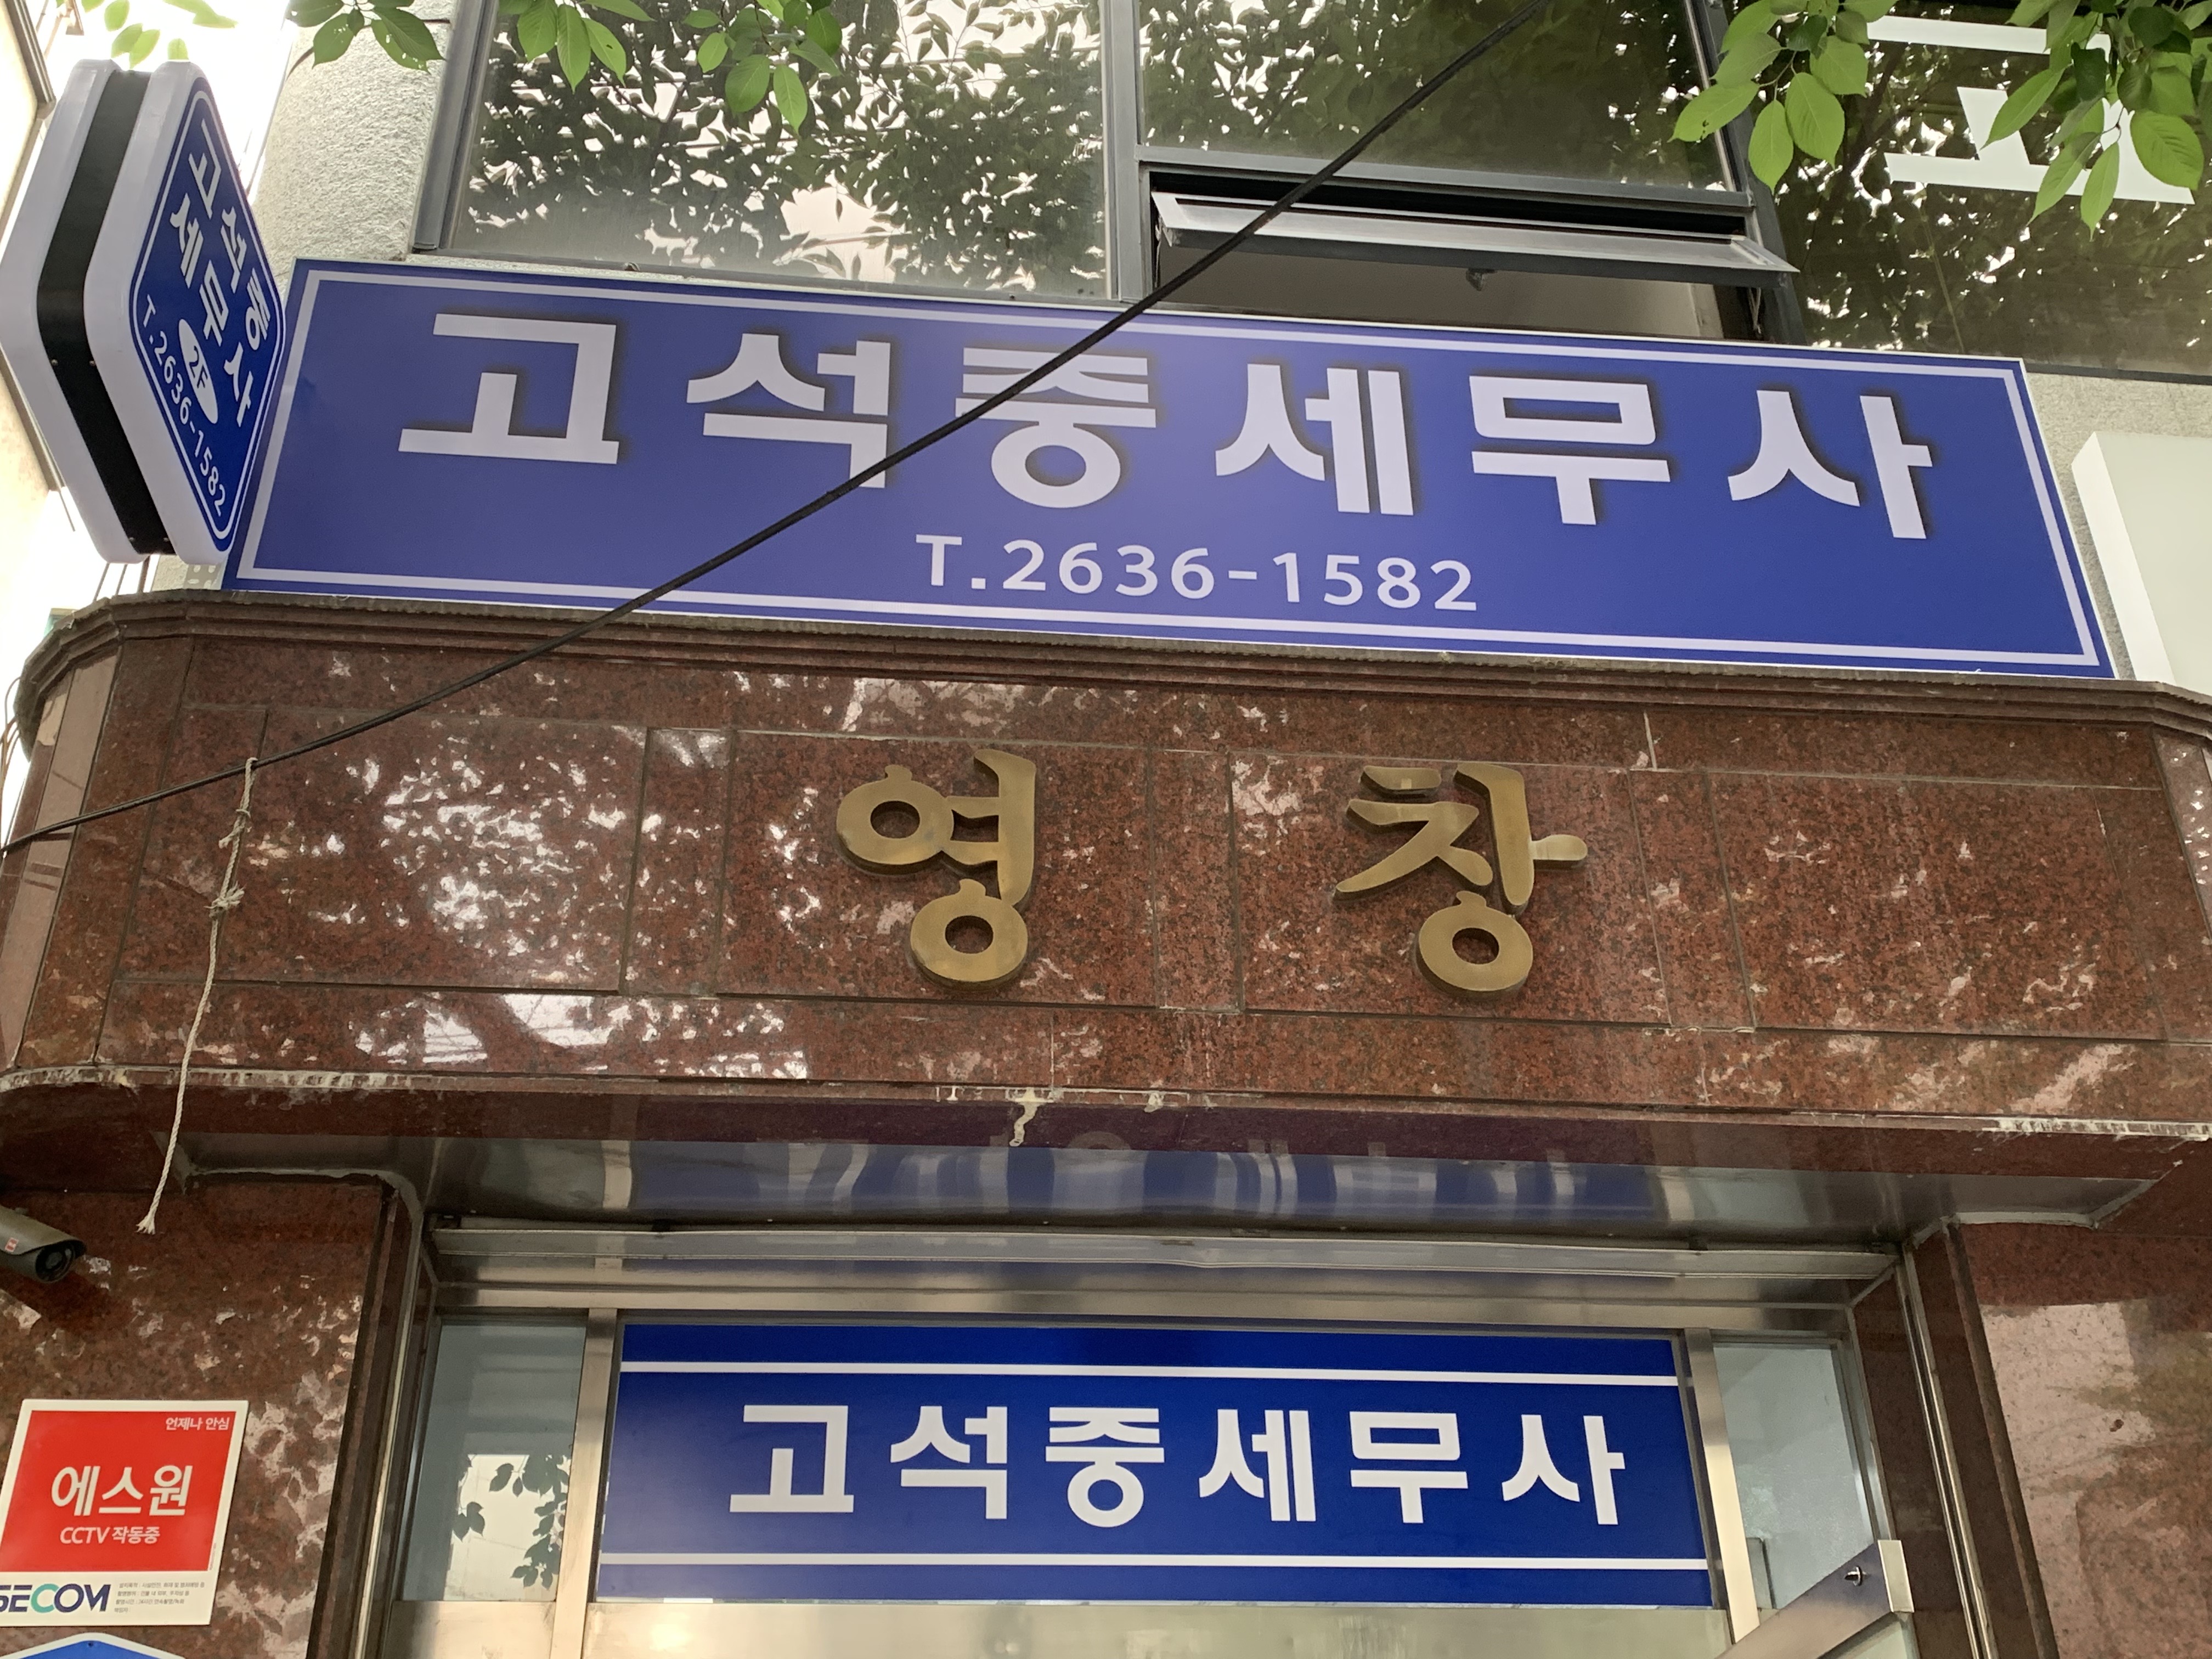 고석중
세무사
2F
T.2636-1582
고석중세무사
T.2636-1582
영창
고석중세무사
언제나 안심
에스원
CCTV 작동중
SECOM